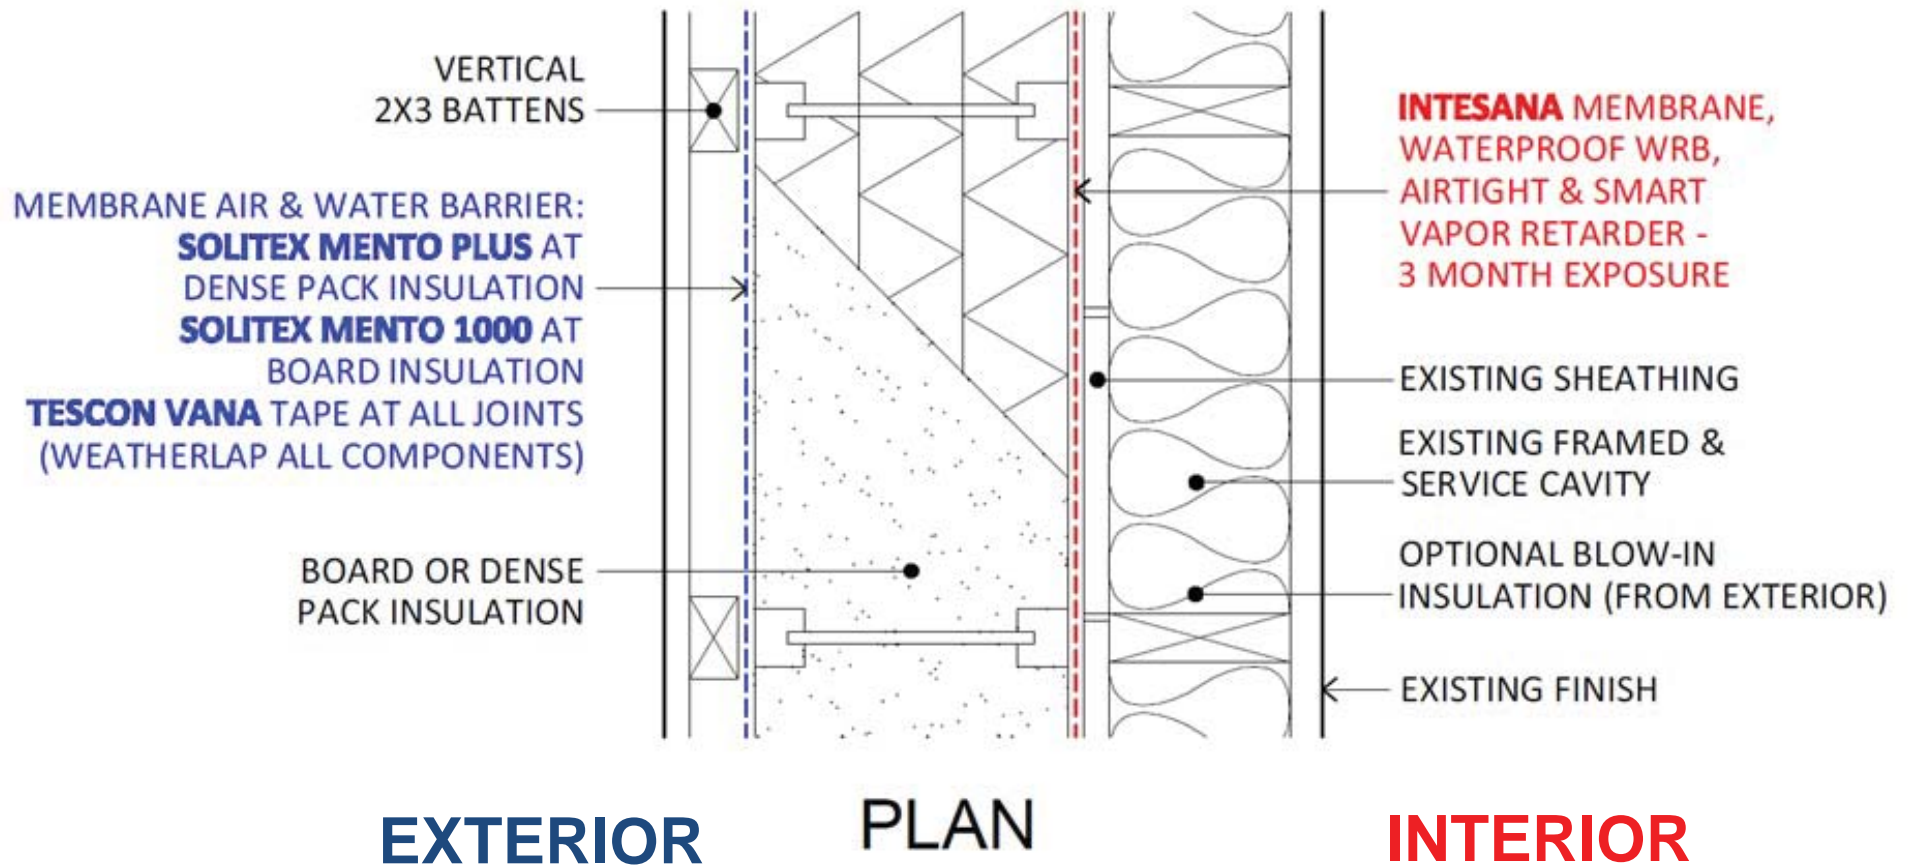 VERTICAL
2X3 BATTENS
MEMBRANE AIR & WATER BARRIER:
SOLITEX MENTO PLUS AT
DENSE PACK INSULATION
SOLITEX MENTO 1000 AT
BOARD INSULATION
TESCON VANA TAPE AT ALL JOINTS
(WEATHERLAP ALL COMPONENTS)
BOARD OR DENSE
PACK INSULATION
INTESANA MEMBRANE,
WATERPROOF WRB,
AIRTIGHT & SMART
VAPOR RETARDER -
3 MONTH EXPOSURE
EXISTING SHEATHING
EXISTING FRAMED &
SERVICE CAVITY
OPTIONAL BLOW-IN
INSULATION (FROM EXTERIOR)
EXISTING FINISH
EXTERIOR
PLAN
INTERIOR